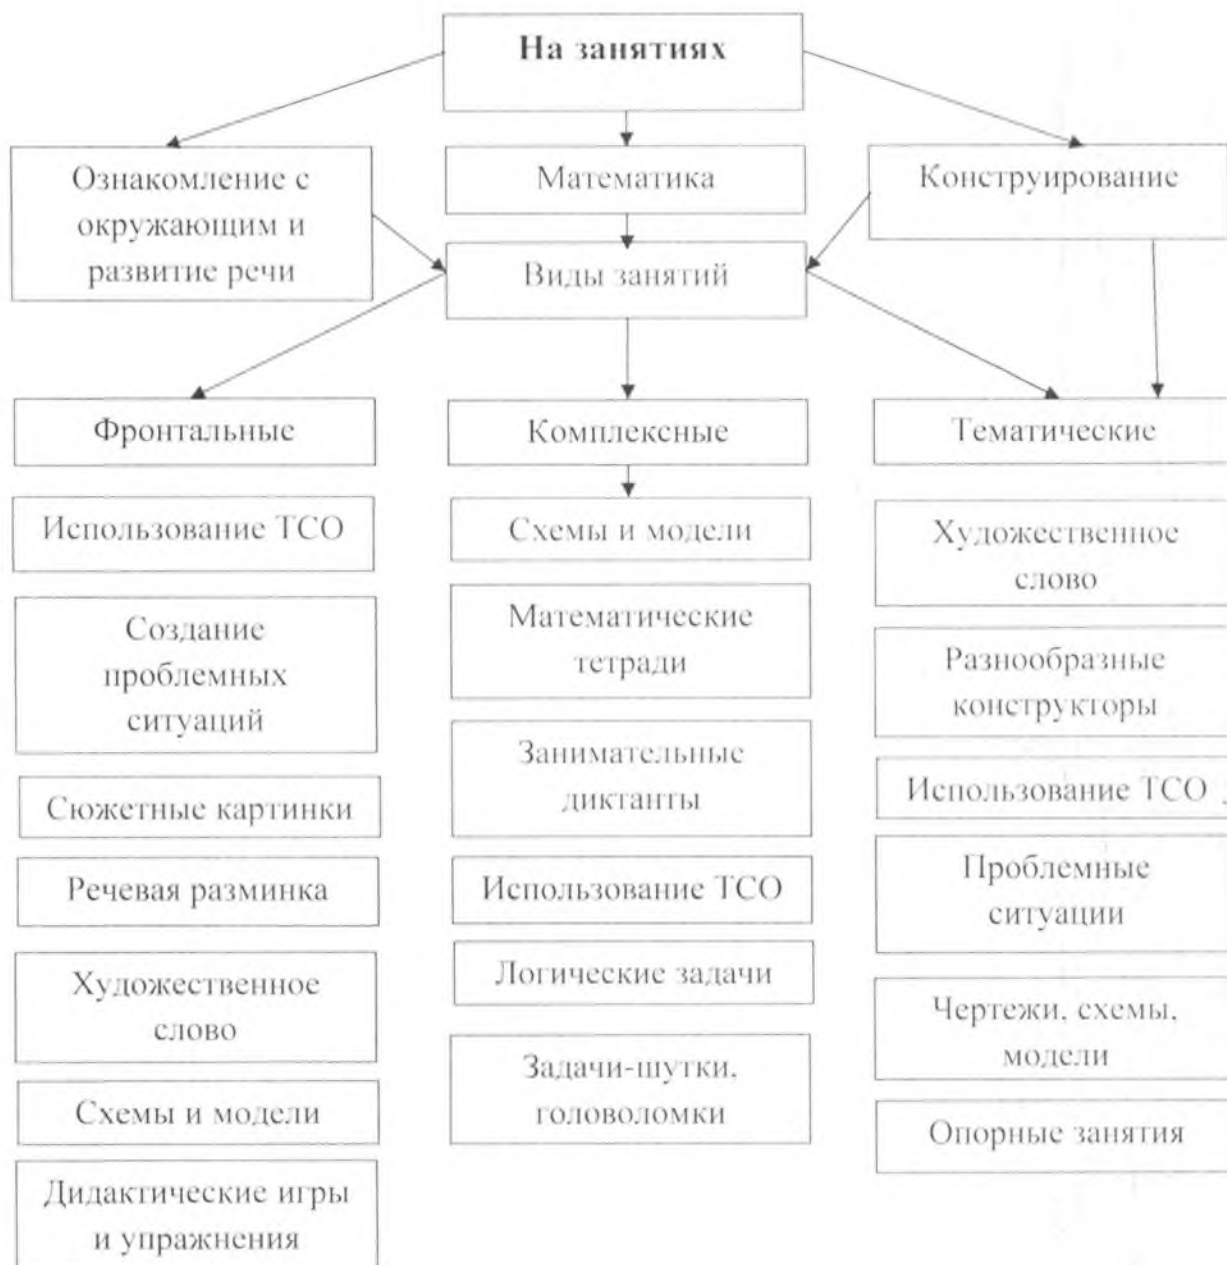 На занятиях
Ознакомление с
окружающим и
развитие речи
Математика
Конструирование
Виды занятий
Фронтальные
Комплексные
Тематические
Использование ТСО
Создание
проблемных
ситуаций
Сюжетные картинки
Речевая разминка
Художественное
слово
Схемы и модели
Дидактические игры
и упражнения
Схемы и модели
Математические
тетради
Занимательные
диктанты
Использование ТСО
Логические задачи
Задачи-шутки,
головоломки
Художественное
слово
Разнообразные
конструкторы
Использование ТСО
Проблемные
ситуации
Чертежи, схемы,
модели
Опорные занятия